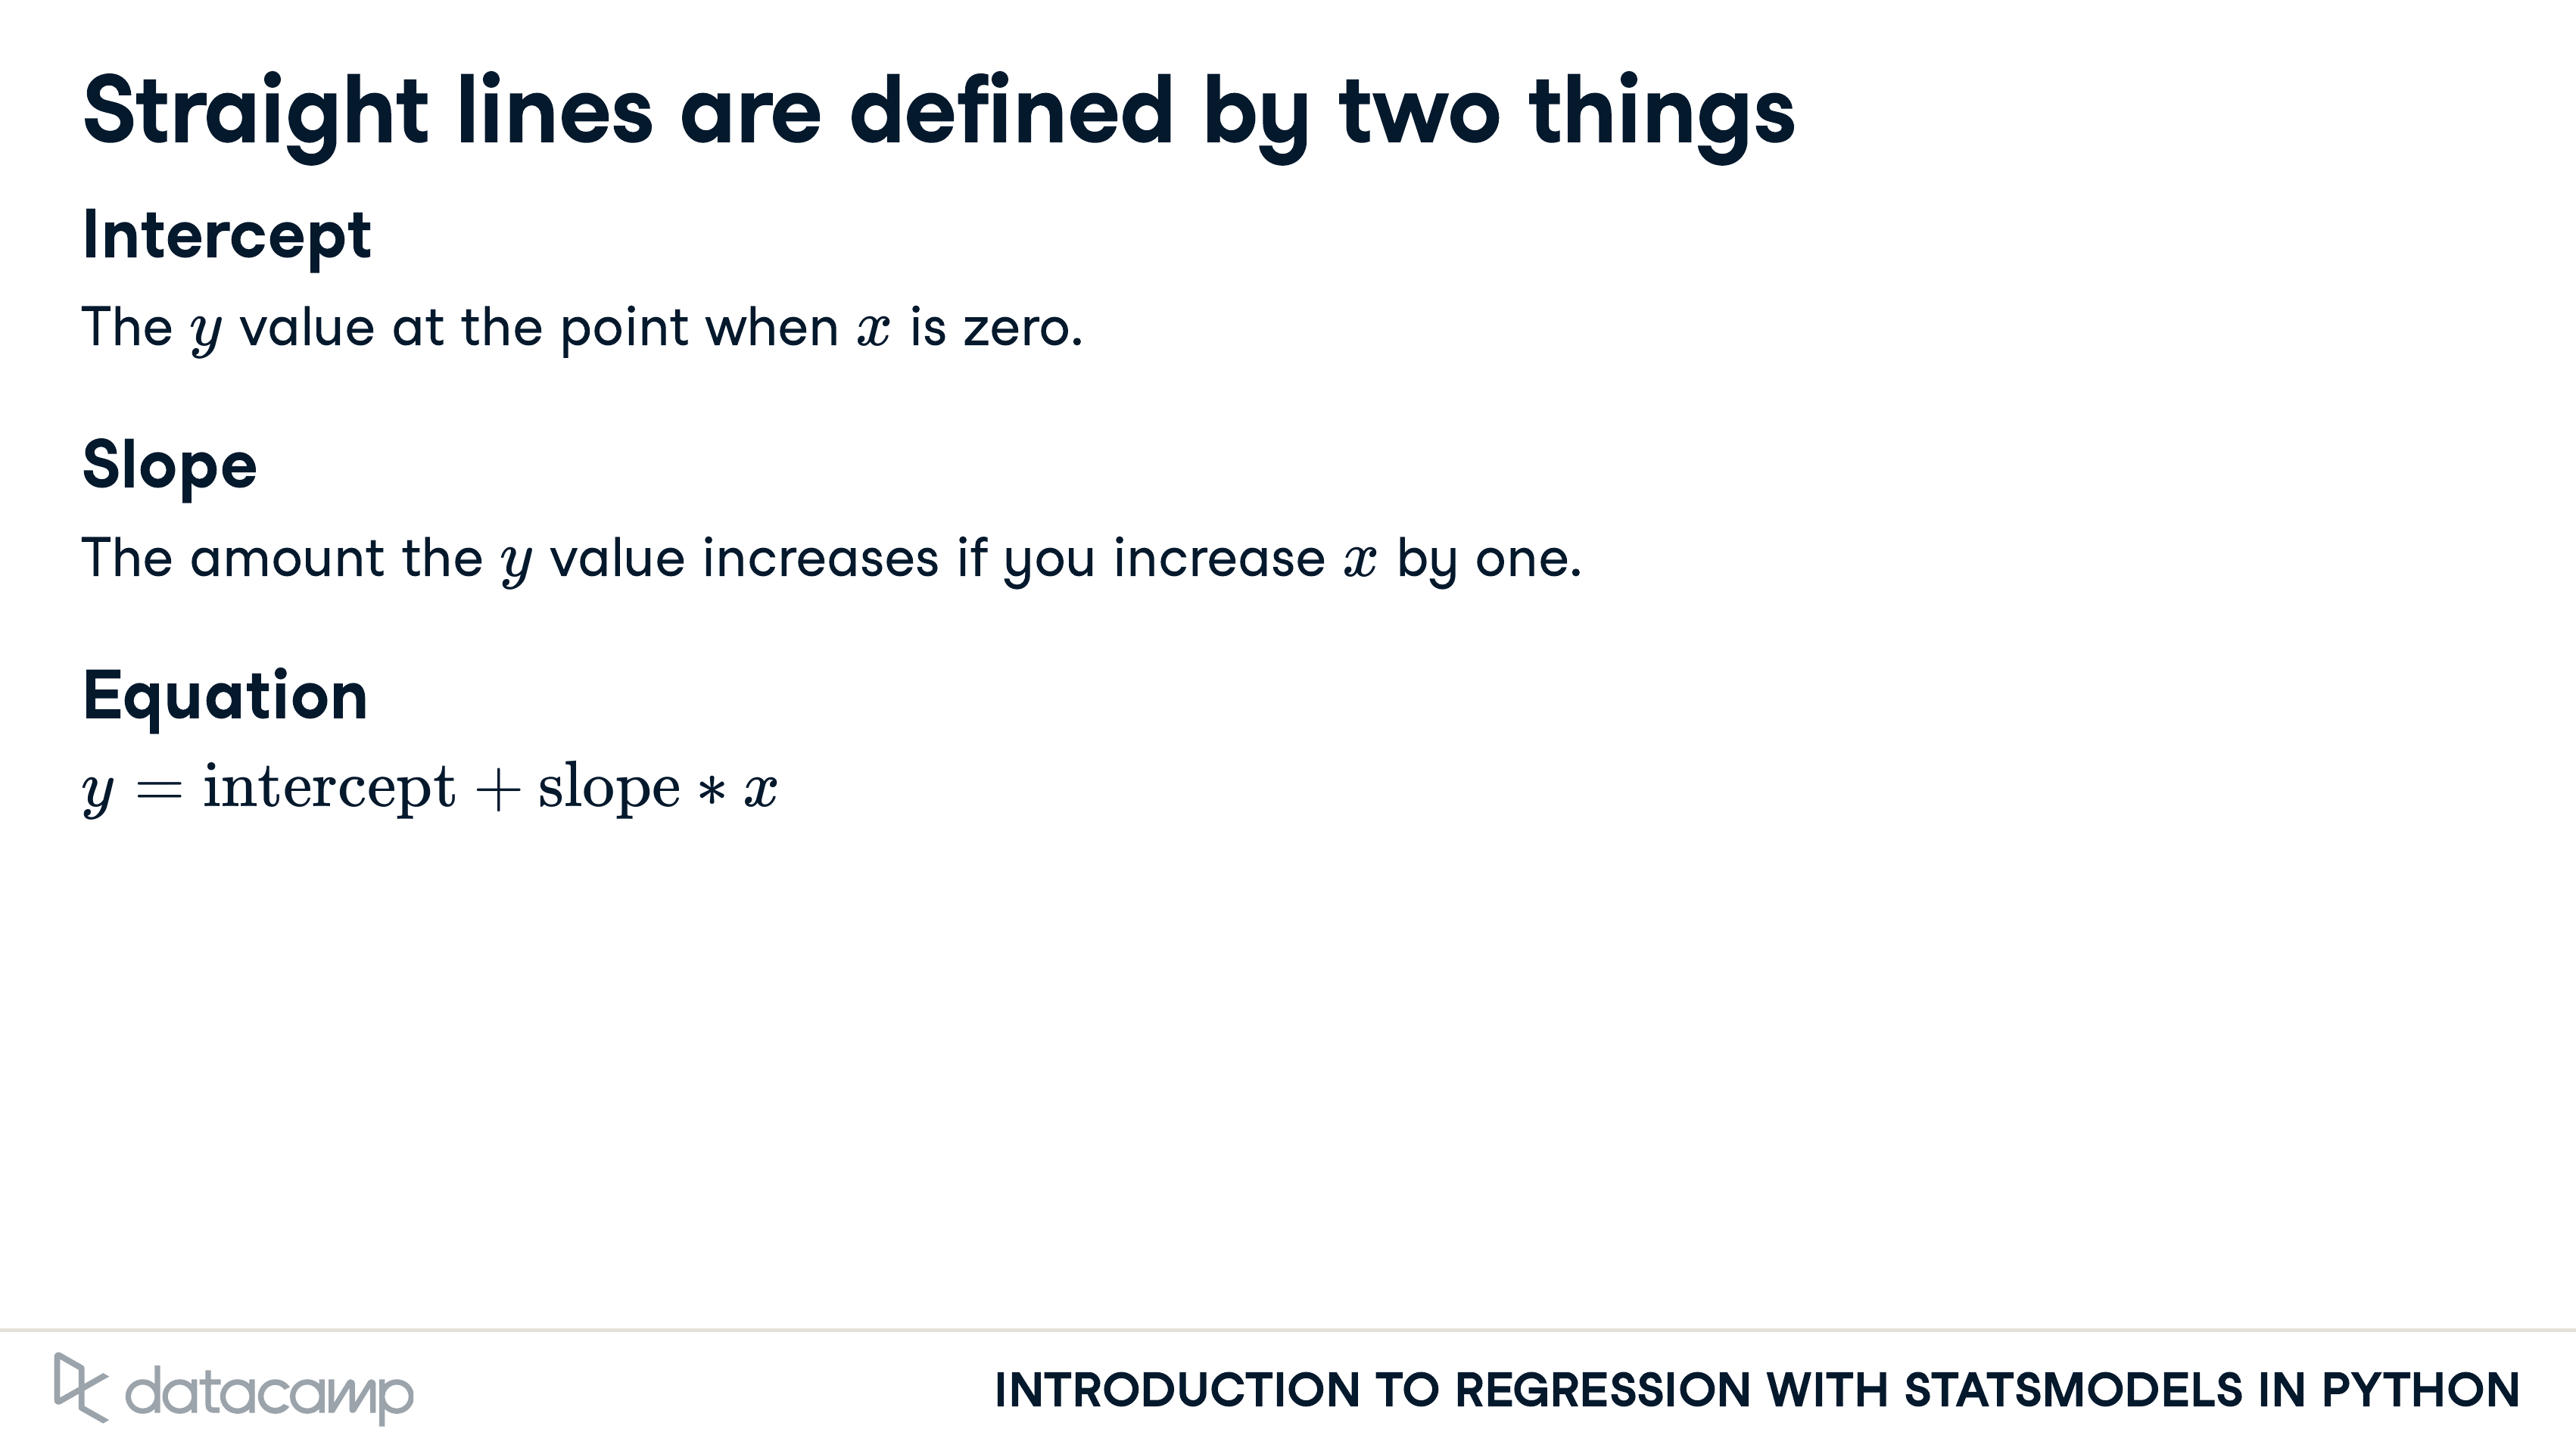 Straight lines are defined by two things
Intercept
The y value at the point when x is zero.
Slope
The amount the y value increases if you increase x by one.
Equation
y = intercept + slope ∗ x
datacamp
INTRODUCTION TO REGRESSION WITH STATSMODELS IN PYTHON